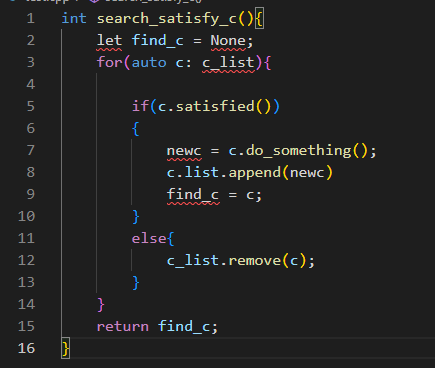 1 int search_satisfy_c(){
2 let find_c = None;
3 for(auto c: c_list){
4
5 if(c.satisfied())
6 {
7 newc = c.do_something();
8 c.list.append(newc)
9 find_c = c;
10 }
11 else{
12 c_list.remove(c);
13 }
14 }
15 return find_c;
16 }